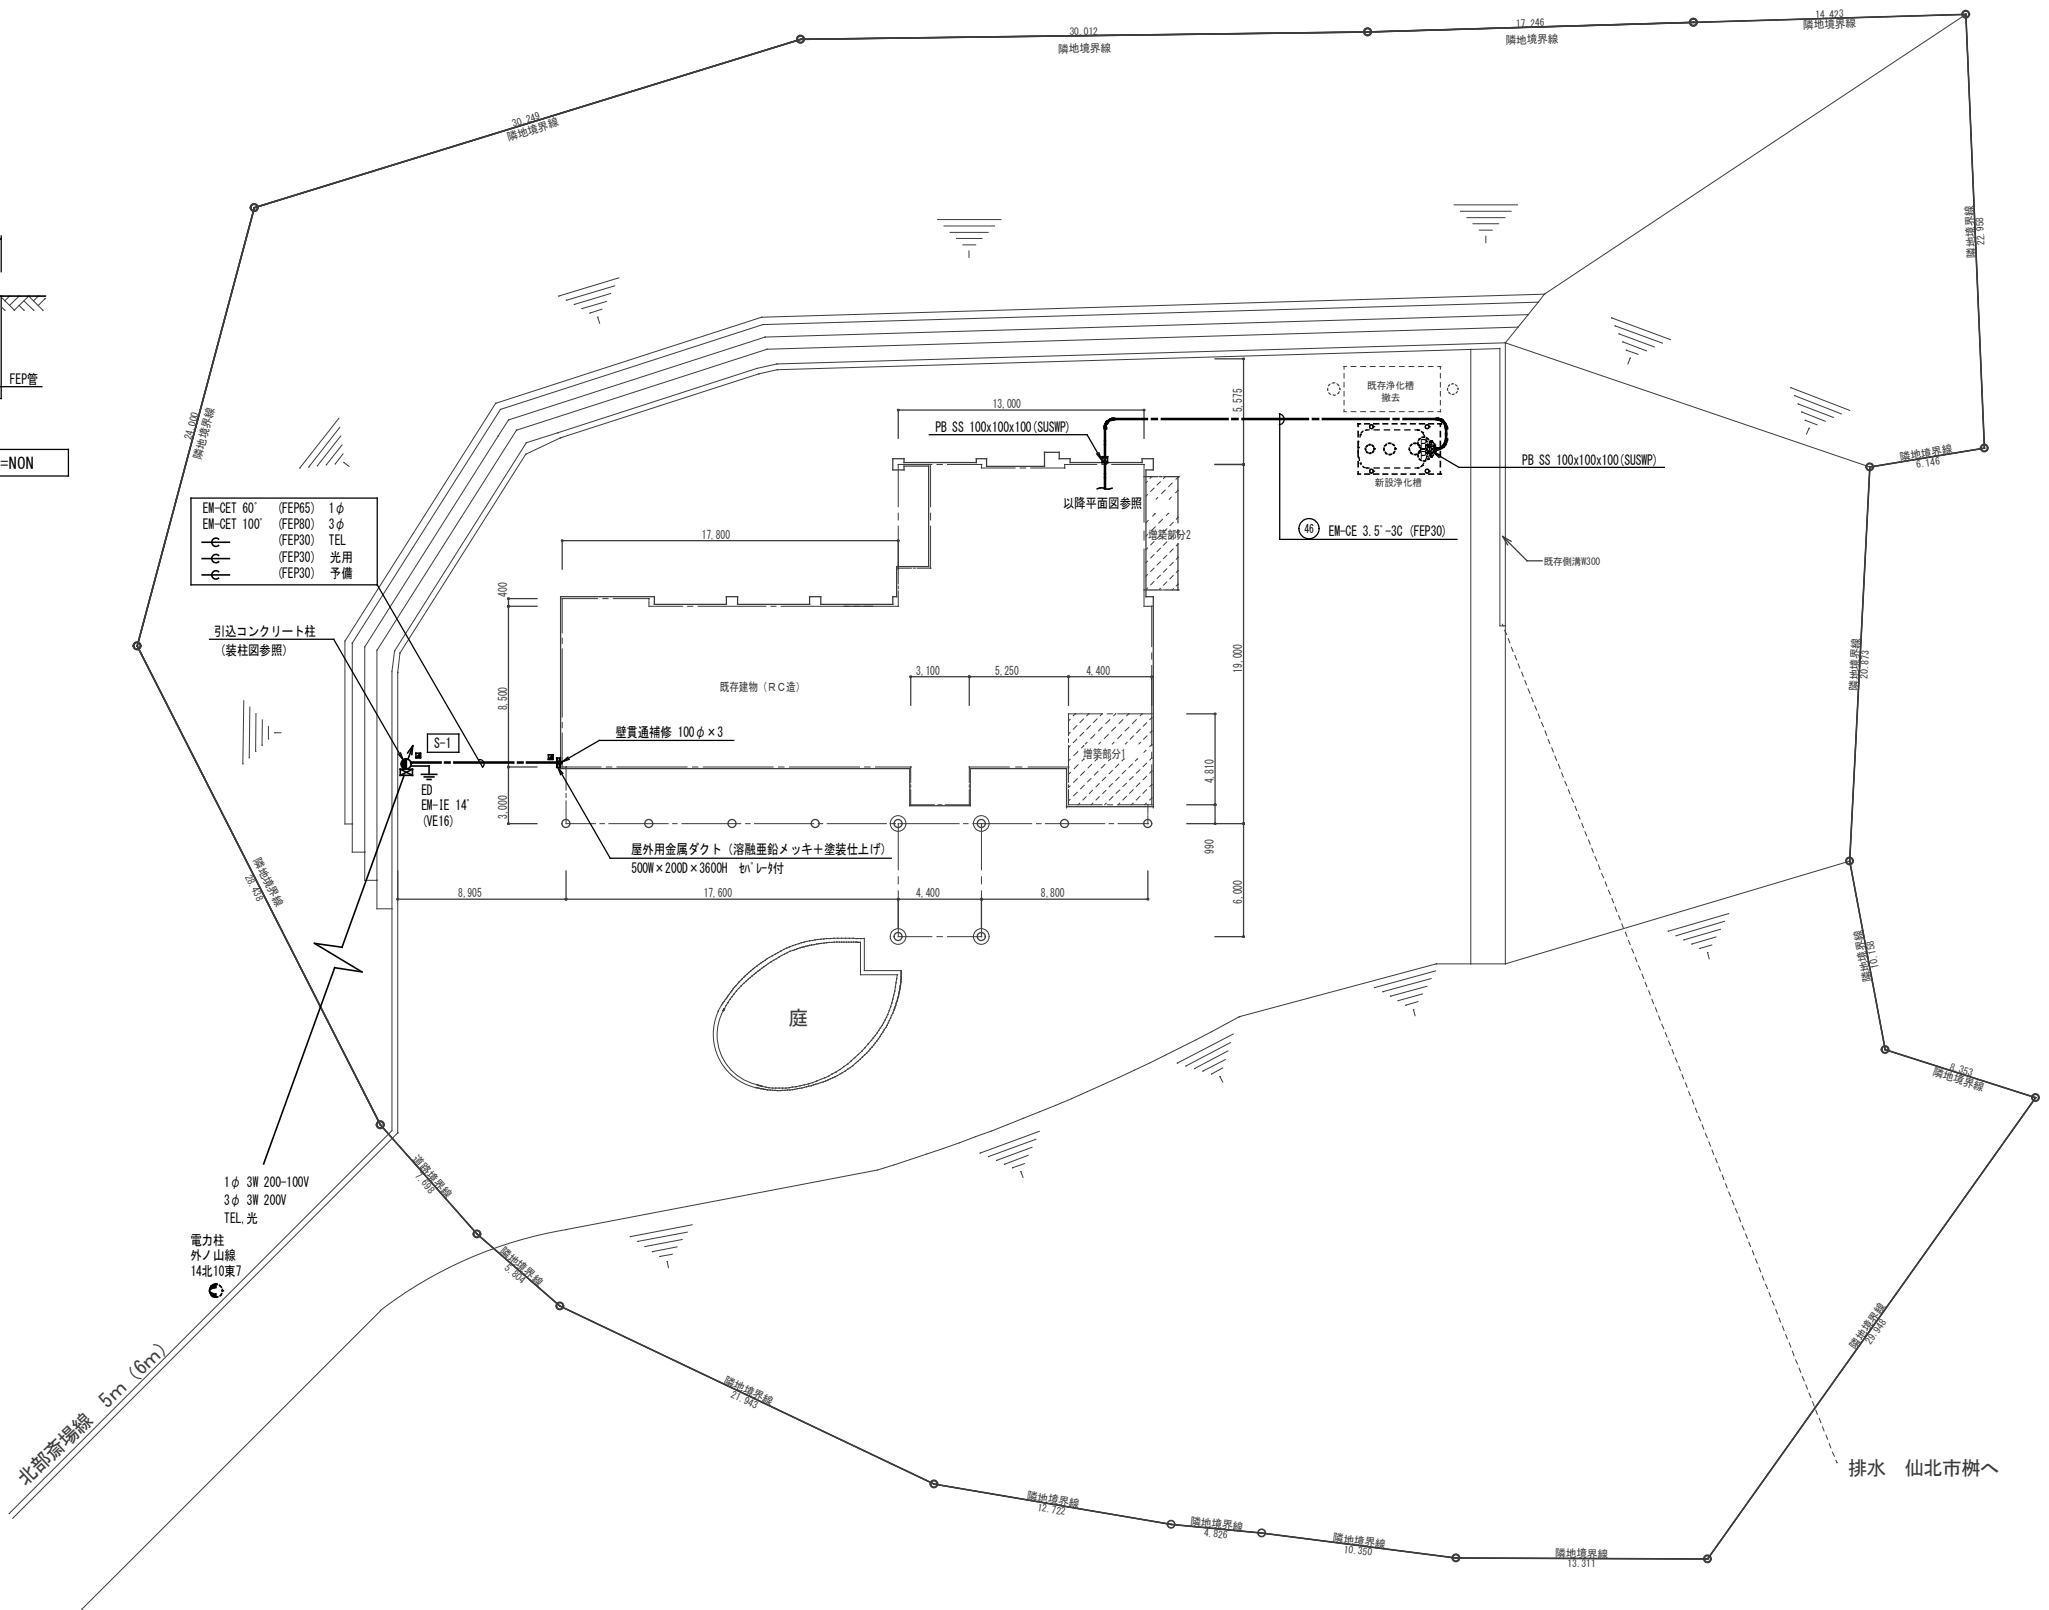 30.012
隣地境界線
17.246
隣地境界線
14.423
隣地境界線
30.249
隣地境界線
隣地境界線
22.958
24.000
隣地境界線
FEP管
=NON
13,000
5,575
既存浄化槽
撤去
PB SS 100x100x100(SUSWP)
PB SS 100x100x100(SUSWP)
新設浄化槽
隣地境界線
6.146
以降平面図参照
46 EM-CE 3.5゜-3C (FEP30)
既存側溝W300
EM-CET 60゜ (FEP65) 1φ
EM-CET 100゜ (FEP80) 3φ
(FEP30) TEL
(FEP30) 光用
(FEP30) 予備
17,800
増築部分2
400
引込コンクリート柱
(装柱図参照)
8,500
既存建物（ＲＣ造）
3,100
5,250
4,400
19,000
隣地境界線
20.873
S-1
壁貫通補修 100φ×3
増築部分1
4,810
ED
EM-IE 14゜
(VE16)
3,000
屋外用金属ダクト（溶融亜鉛メッキ＋塗装仕上げ）
500W×200D×3600H ｾﾊﾟﾚｰﾀ付
990
隣地境界線
28.438
8,905
17,600
4,400
8,800
6,000
隣地境界線
10.158
庭
隣地境界線
8.353
道路境界線
7.698
1φ 3W 200-100V
3φ 3W 200V
TEL,光
電力柱
外ノ山線
14北10東7
隣地境界線
5.804
北部斎場線 5m（6m）
隣地境界線
21.943
隣地境界線
29.948
排水 仙北市桝へ
隣地境界線
12.722
隣地境界線
4.826
隣地境界線
10.350
隣地境界線
13.311